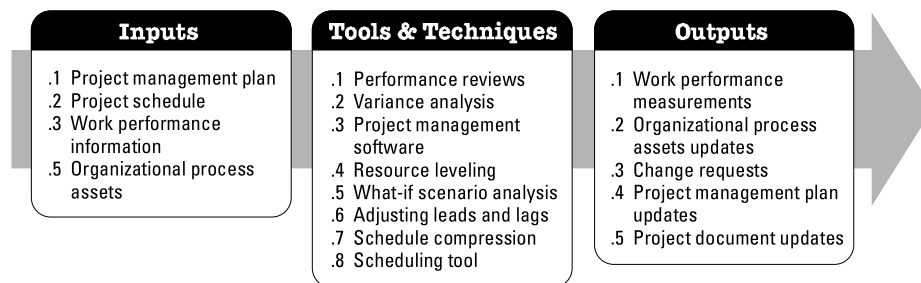 Inputs
.1 Project management plan
.2 Project schedule
.3 Work performance
information
.5 Organizational process
assets
Tools & Techniques
.1 Performance reviews
.2 Variance analysis
.3 Project management
software
.4 Resource leveling
.5 What-if scenario analysis
.6 Adjusting leads and lags
.7 Schedule compression
.8 Scheduling tool
Outputs
.1 Work performance
measurements
.2 Organizational process
assets updates
.3 Change requests
.4 Project management plan
updates
.5 Project document updates